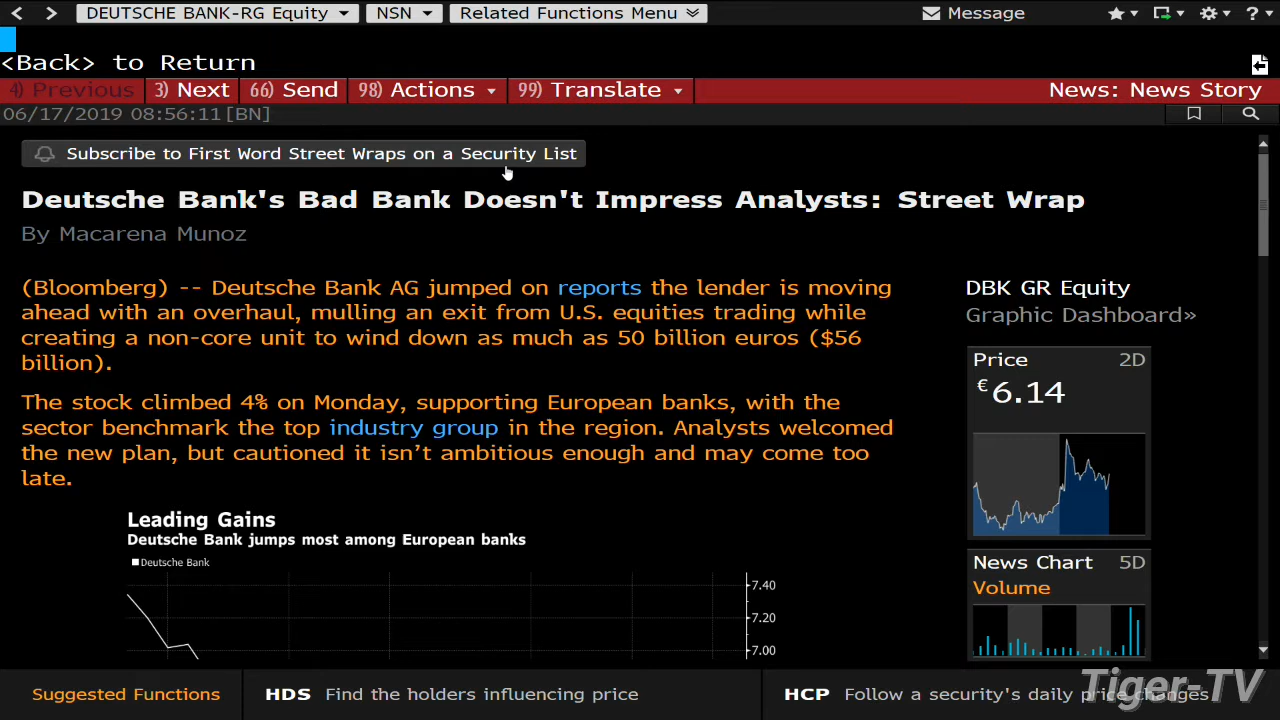 DEUTSCHE BANK-RG Equity
NSN
Related Functions Menu
Message
?
<Back> to Return
4) Previous
3) Next
66) Send
98) Actions
99) Translate
News: News Story
06/17/2019 08:56:11[BN]
Subscribe to First Word Street Wraps on a Security List
Deutsche Bank's Bad Bank Doesn't Impress Analysts: Street Wrap
By Macarena Munoz
(Bloomberg) -- Deutsche Bank AG jumped on reports the lender is moving
ahead with an overhaul, mulling an exit from U.S. equities trading while
creating a non-core unit to wind down as much as 50 billion euros ($56
billion).
The stock climbed 4% on Monday, supporting European banks, with the
sector benchmark the top industry group in the region. Analysts welcomed
the new plan, but cautioned it isn't ambitious enough and may come too
late.
Leading Gains
Deutsche Bank jumps most among European banks
Deutsche Bank
7.40
7.20
7.00
DBK GR Equity
Graphic Dashboard»
Price 2D
€6.14
News Chart 5D
Volume
Suggested Functions
HDS Find the holders influencing price
HCP Follow a security's daily price changes
Tiger-TV